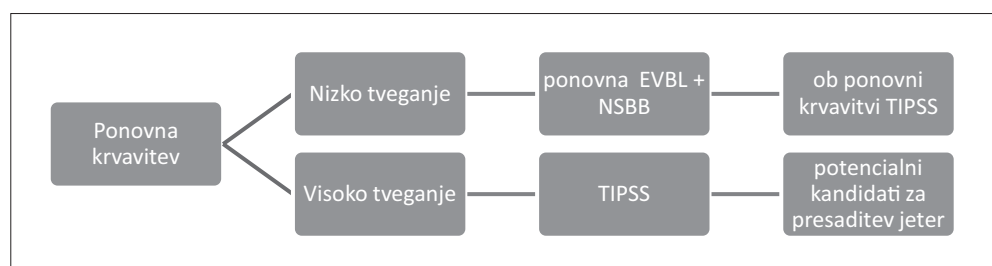 Ponovna
krvavitev
Nizko tveganje
ponovna EVBL +
NSBB
ob ponovni
krvavitvi TIPSS
Visoko tveganje
TIPSS
potencialni
kandidati za
presaditev jeter